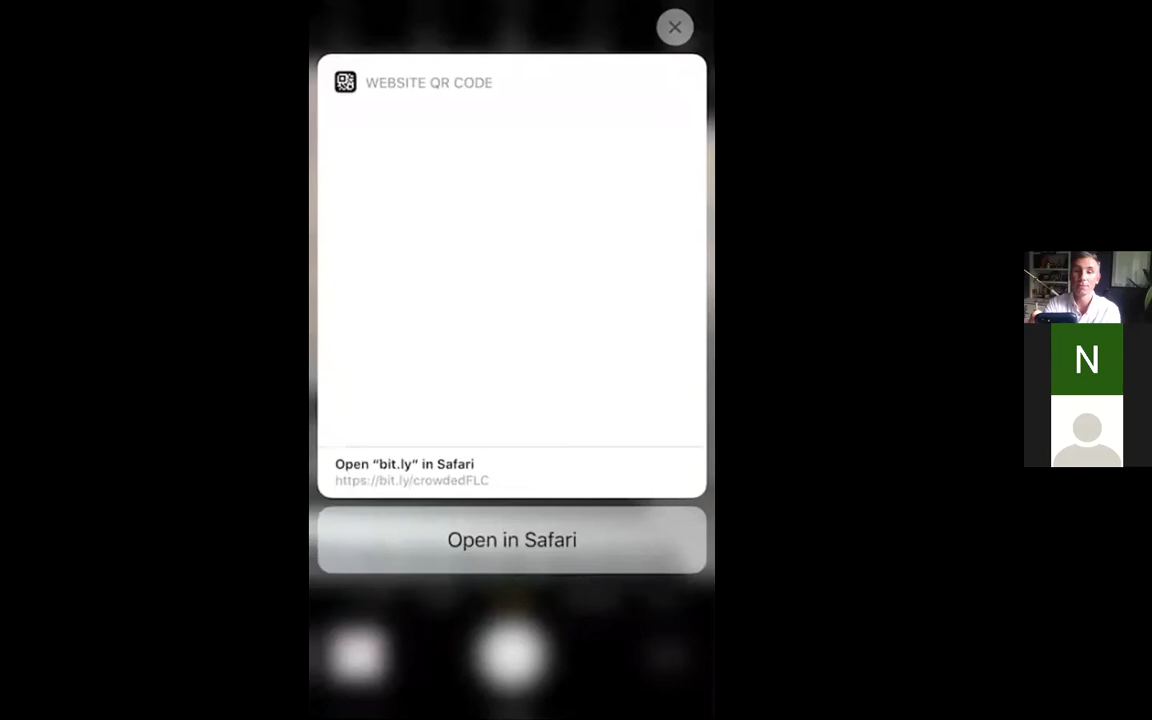 WEBSITE QR CODE
Open “bit.ly” in Safari
https://bit.ly/crowdedFLC
Open in Safari
N